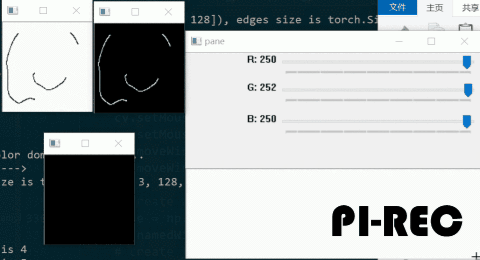 128]), edges size is torch.Si
文件
主页
共享
pane
R: 250
G: 252
B: 250
olor dom
--->
ze is t
3, 128,
is 4
PI-REC